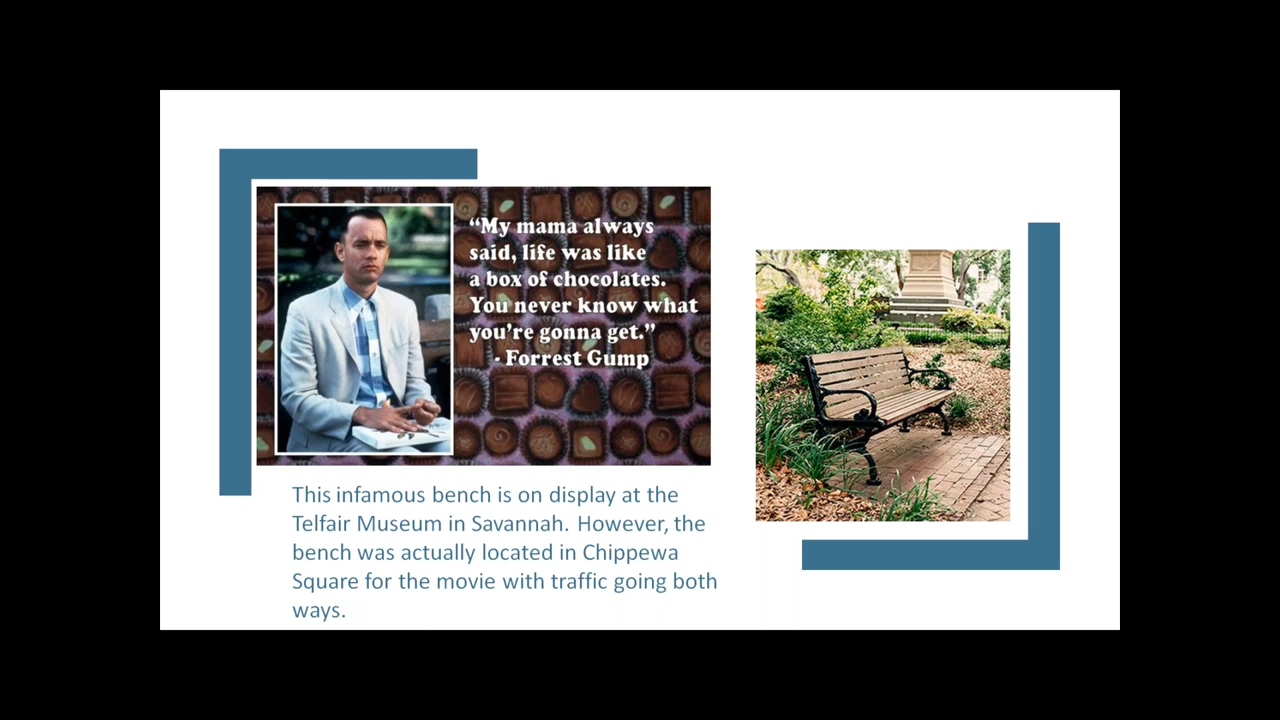 “My mama always
said, life was like
a box of chocolates.
You never know what
you’re gonna get.”
- Forrest Gump
This infamous bench is on display at the
Telfair Museum in Savannah. However, the
bench was actually located in Chippewa
Square for the movie with traffic going both
ways.